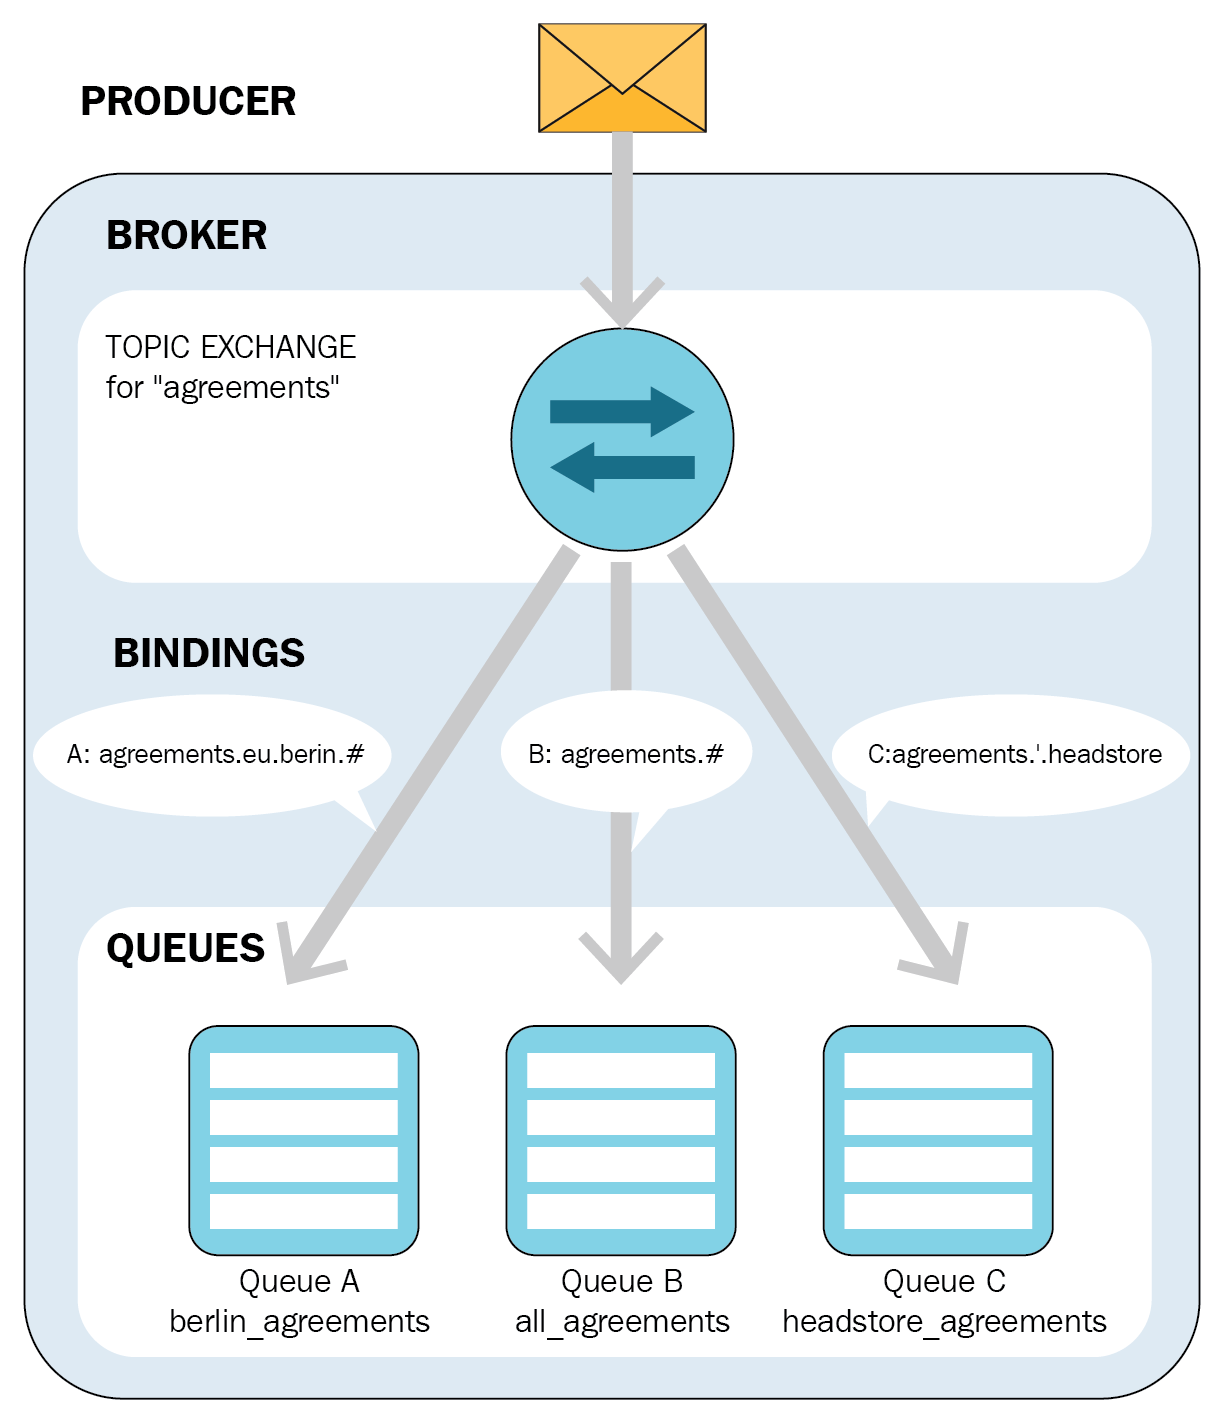 PRODUCER
BROKER
TOPIC EXCHANGE
for "agreements"
BINDINGS
A: agreements.eu.berin.#
B: agreements.#
C:agreements.'.headstore
QUEUES
Queue A
berlin_agreements
Queue B
all_agreements
Queue C
headstore_agreements